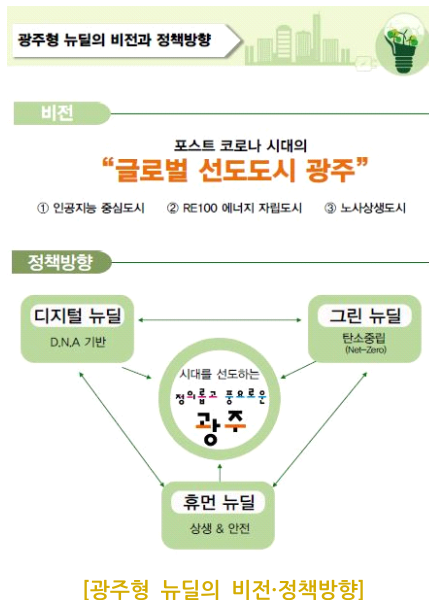 광주형 뉴딜의 비전과 정책방향
비전
포스트 코로나 시대의
“글로벌 선도도시 광주”
① 인공지능 중심도시 ② RE100 에너지 자립도시 ③ 노사상생도시
정책방향
디지털 뉴딜
D.N.A 기반
그린 뉴딜
탄소중립
(Net-Zero)
시대를 선도하는
정의롭고 풍요로운
광주
휴먼 뉴딜
상생 & 안전
[광주형 뉴딜의 비전·정책방향]